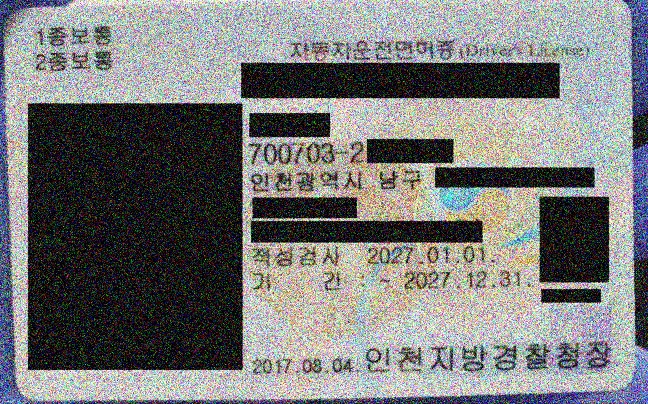 1종보통
2종보통
자동차운전면허증 (Driver's License)
700703-2
인천광역시 남구
적성검사 2027.01.01.
기 간 : ~ 2027.12.31.
2017.08.04. 인천지방경찰청장